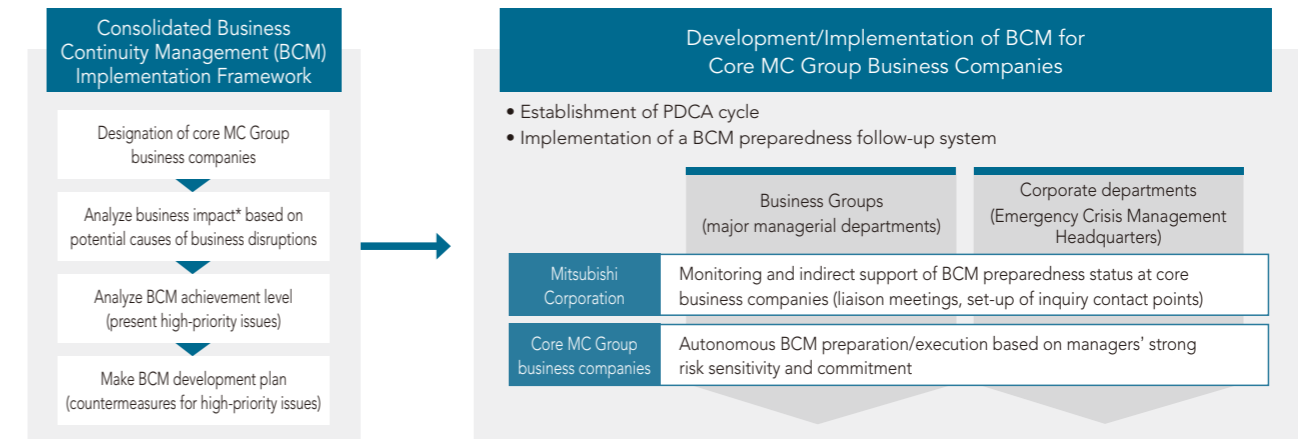 Consolidated Business
Continuity Management (BCM)
Implementation Framework
Designation of core MC Group
business companies
Analyze business impact* based on
potential causes of business disruptions
Analyze BCM achievement level
(present high-priority issues)
Make BCM development plan
(countermeasures for high-priority issues)
Development/Implementation of BCM for
Core MC Group Business Companies
• Establishment of PDCA cycle
• Implementation of a BCM preparedness follow-up system
Business Groups
(major managerial departments)
Corporate departments
(Emergency Crisis Management
Headquarters)
Mitsubishi
Corporation
Monitoring and indirect support of BCM preparedness status at core
business companies (liaison meetings, set-up of inquiry contact points)
Core MC Group
business companies
Autonomous BCM preparation/execution based on managers’ strong
risk sensitivity and commitment